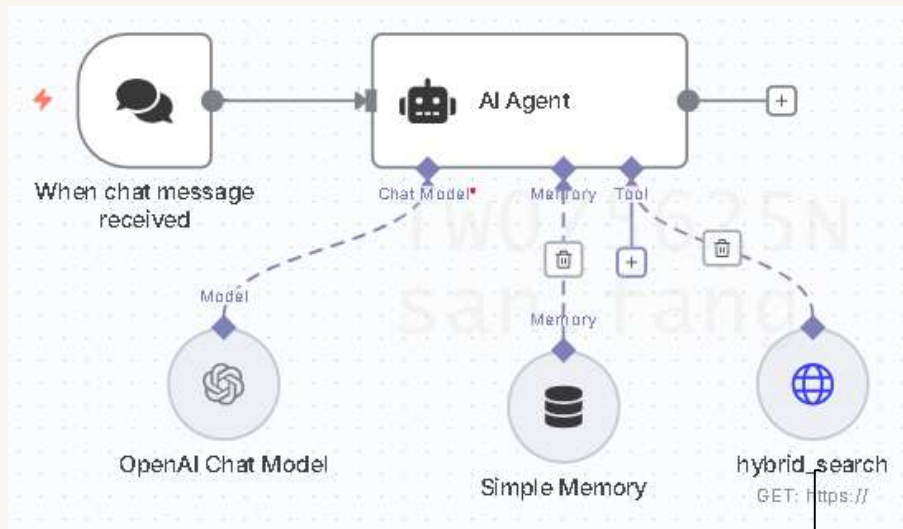 AI Agent
When chat message
received
Chat Model*
Memory
Tool
Model
Memory
OpenAI Chat Model
Simple Memory
hybrid_search
GET: https://